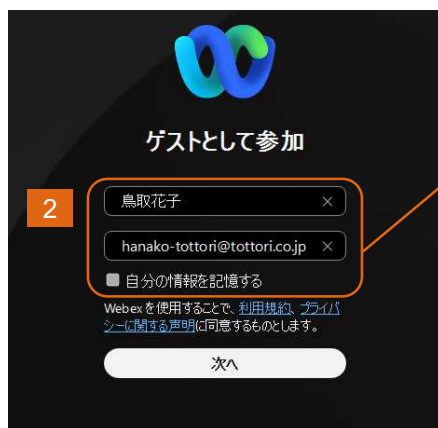 ゲストとして参加
2
鳥取花子
hanako-tottori@tottori.co.jp
自分の情報を記憶する
Webex を使用することで、利用規約、プライバ
シーに関する声明に同意するものとします。
次へ